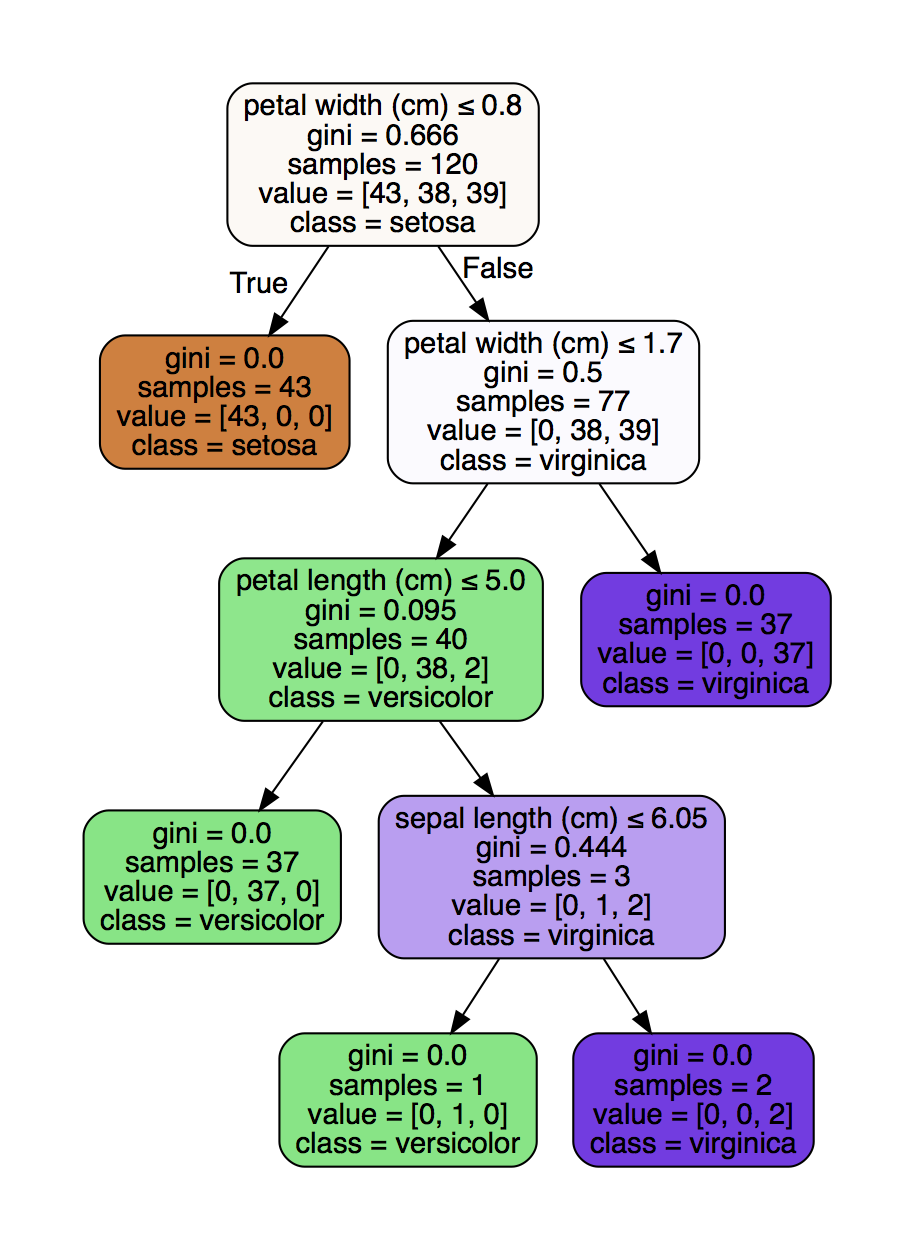 petal width (cm) ≤ 0.8
gini = 0.666
samples = 120
value = [43, 38, 39]
class = setosa
True
False
gini = 0.0
samples = 43
value = [43, 0, 0]
class = setosa
petal width (cm) ≤ 1.7
gini = 0.5
samples = 77
value = [0, 38, 39]
class = virginica
petal length (cm) ≤ 5.0
gini = 0.095
samples = 40
value = [0, 38, 2]
class = versicolor
gini = 0.0
samples = 37
value = [0, 0, 37]
class = virginica
gini = 0.0
samples = 37
value = [0, 37, 0]
class = versicolor
sepal length (cm) ≤ 6.05
gini = 0.444
samples = 3
value = [0, 1, 2]
class = virginica
gini = 0.0
samples = 1
value = [0, 1, 0]
class = versicolor
gini = 0.0
samples = 2
value = [0, 0, 2]
class = virginica